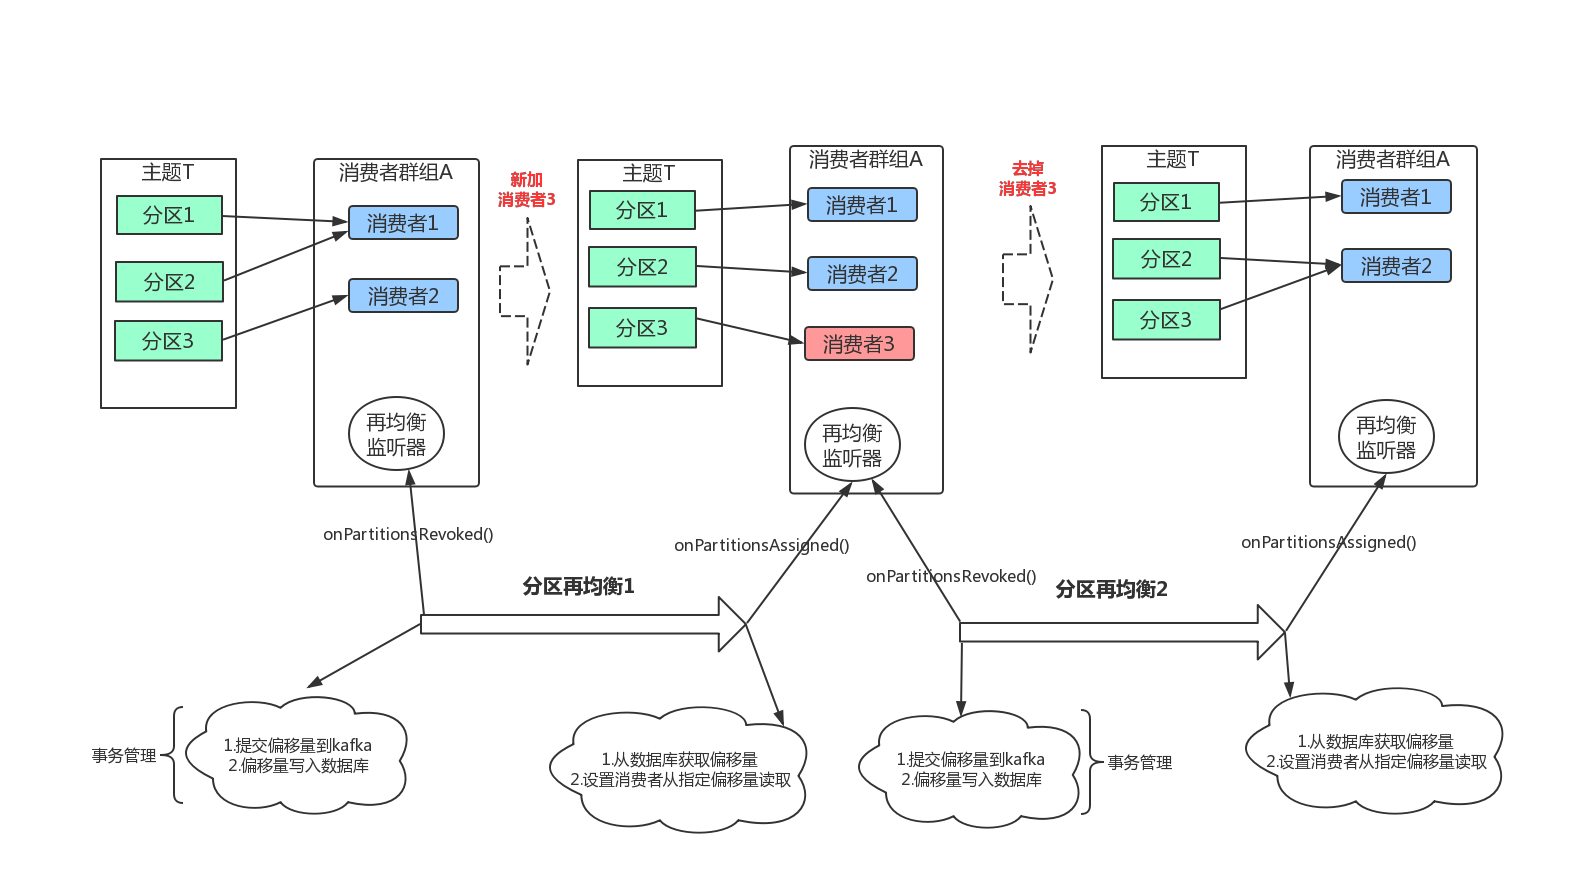 主题T
分区1
分区2
分区3
消费者群组A
消费者1
消费者2
再均衡
监听器
新加
消费者3
主题T
分区1
分区2
分区3
消费者群组A
消费者1
消费者2
消费者3
再均衡
监听器
去掉
消费者3
主题T
分区1
分区2
分区3
消费者群组A
消费者1
消费者2
再均衡
监听器
onPartitionsRevoked()
onPartitionsAssigned()
onPartitionsRevoked()
onPartitionsAssigned()
分区再均衡1
分区再均衡2
事务管理
1.提交偏移量到kafka
2.偏移量写入数据库
1.从数据库获取偏移量
2.设置消费者从指定偏移量读取
1.提交偏移量到kafka
2.偏移量写入数据库
事务管理
1.从数据库获取偏移量
2.设置消费者从指定偏移量读取